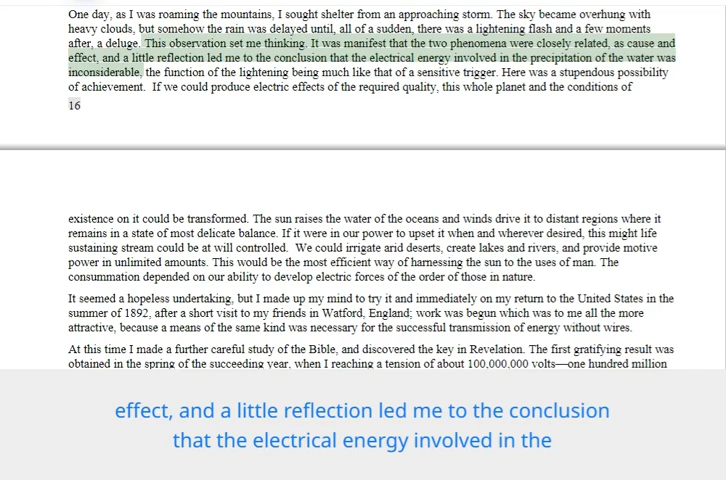 One day, as I was roaming the mountains, I sought shelter from an approaching storm. The sky became overhung with
heavy clouds, but somehow the rain was delayed until, all of a sudden, there was a lightening flash and a few moments
after, a deluge. This observation set me thinking. It was manifest that the two phenomena were closely related, as cause and
effect, and a little reflection led me to the conclusion that the electrical energy involved in the precipitation of the water was
inconsiderable, the function of the lightening being much like that of a sensitive trigger. Here was a stupendous possibility
of achievement.  If we could produce electric effects of the required quality, this whole planet and the conditions of
16
existence on it could be transformed. The sun raises the water of the oceans and winds drive it to distant regions where it
remains in a state of most delicate balance. If it were in our power to upset it when and wherever desired, this might life
sustaining stream could be at will controlled.  We could irrigate arid deserts, create lakes and rivers, and provide motive
power in unlimited amounts. This would be the most efficient way of harnessing the sun to the uses of man. The
consummation depended on our ability to develop electric forces of the order of those in nature.
It seemed a hopeless undertaking, but I made up my mind to try it and immediately on my return to the United States in the
summer of 1892, after a short visit to my friends in Watford, England; work was begun which was to me all the more
attractive, because a means of the same kind was necessary for the successful transmission of energy without wires.
At this time I made a further careful study of the Bible, and discovered the key in Revelation. The first gratifying result was
obtained in the spring of the succeeding year, when I reaching a tension of about 100,000,000 volts—one hundred million
effect, and a little reflection led me to the conclusion
that the electrical energy involved in the